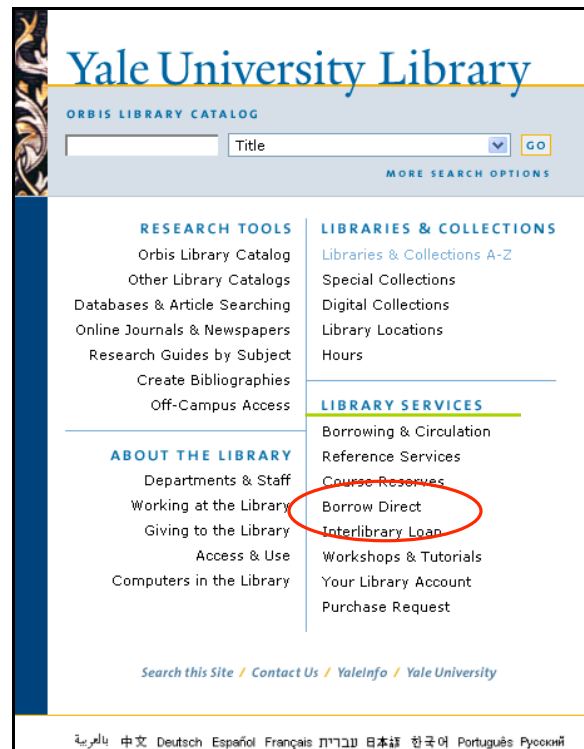 Yale University Library
ORBIS LIBRARY CATALOG
Title
GO
MORE SEARCH OPTIONS
RESEARCH TOOLS
Orbis Library Catalog
Other Library Catalogs
Databases & Article Searching
Online Journals & Newspapers
Research Guides by Subject
Create Bibliographies
Off-Campus Access
ABOUT THE LIBRARY
Departments & Staff
Working at the Library
Giving to the Library
Access & Use
Computers in the Library
LIBRARIES & COLLECTIONS
Libraries & Collections A-Z
Special Collections
Digital Collections
Library Locations
Hours
LIBRARY SERVICES
Borrowing & Circulation
Reference Services
Course Reserves
Borrow Direct
Interlibrary Loan
Workshops & Tutorials
Your Library Account
Purchase Request
Search this Site / Contact Us / YaleInfo / Yale University
بالعربية 中文 Deutsch Español Français עברית 日本語 한국어 Português Русский